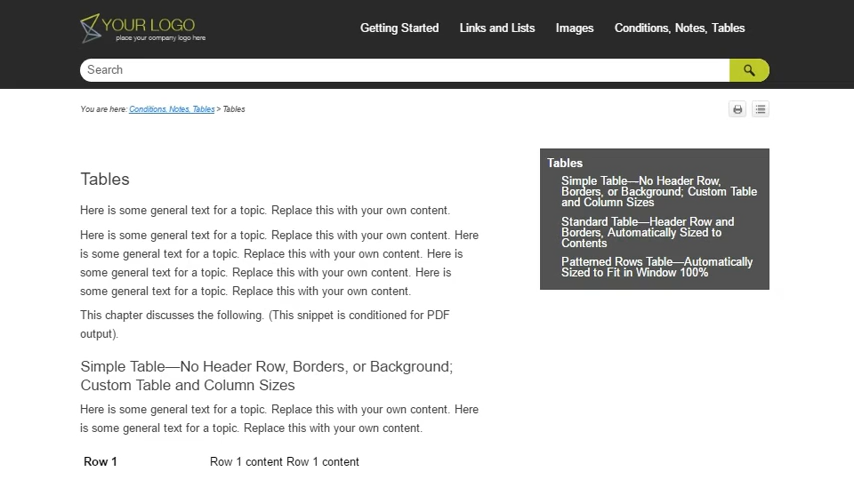 YOUR LOGO
place your company logo here
Getting Started Links and Lists Images Conditions, Notes, Tables
Search
You are here: Conditions, Notes, Tables > Tables
Tables
Here is some general text for a topic. Replace this with your own content.
Here is some general text for a topic. Replace this with your own content. Here
is some general text for a topic. Replace this with your own content. Here is
some general text for a topic. Replace this with your own content. Here is
some general text for a topic. Replace this with your own content.
This chapter discusses the following. (This snippet is conditioned for PDF
output).
Simple Table—No Header Row, Borders, or Background;
Custom Table and Column Sizes
Here is some general text for a topic. Replace this with your own content. Here
is some general text for a topic. Replace this with your own content.
Row 1 Row 1 content Row 1 content
Tables
Simple Table—No Header Row,
Borders, or Background; Custom Table
and Column Sizes
Standard Table—Header Row and
Borders, Automatically Sized to
Contents
Patterned Rows Table—Automatically
Sized to Fit in Window 100%